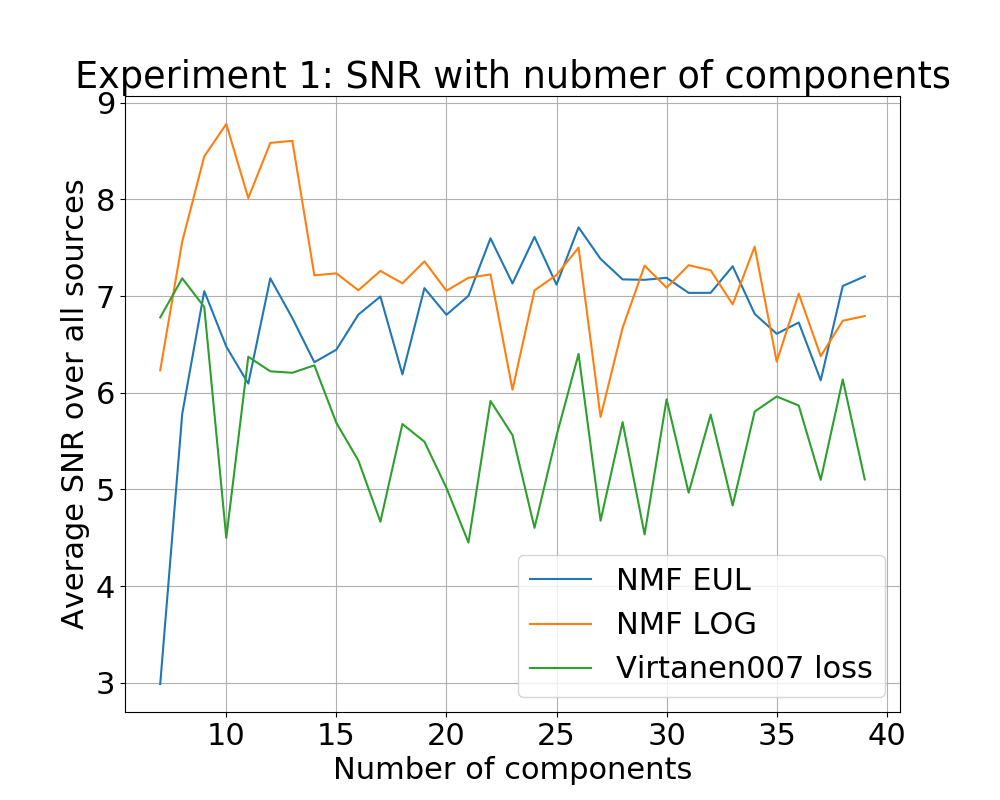 Experiment 1: SNR with nubmer of components
Average SNR over all sources
9
8
7
6
5
4
3
NMF EUL
NMF LOG
Virtanen007 loss
10 15 20 25 30 35 40
Number of components